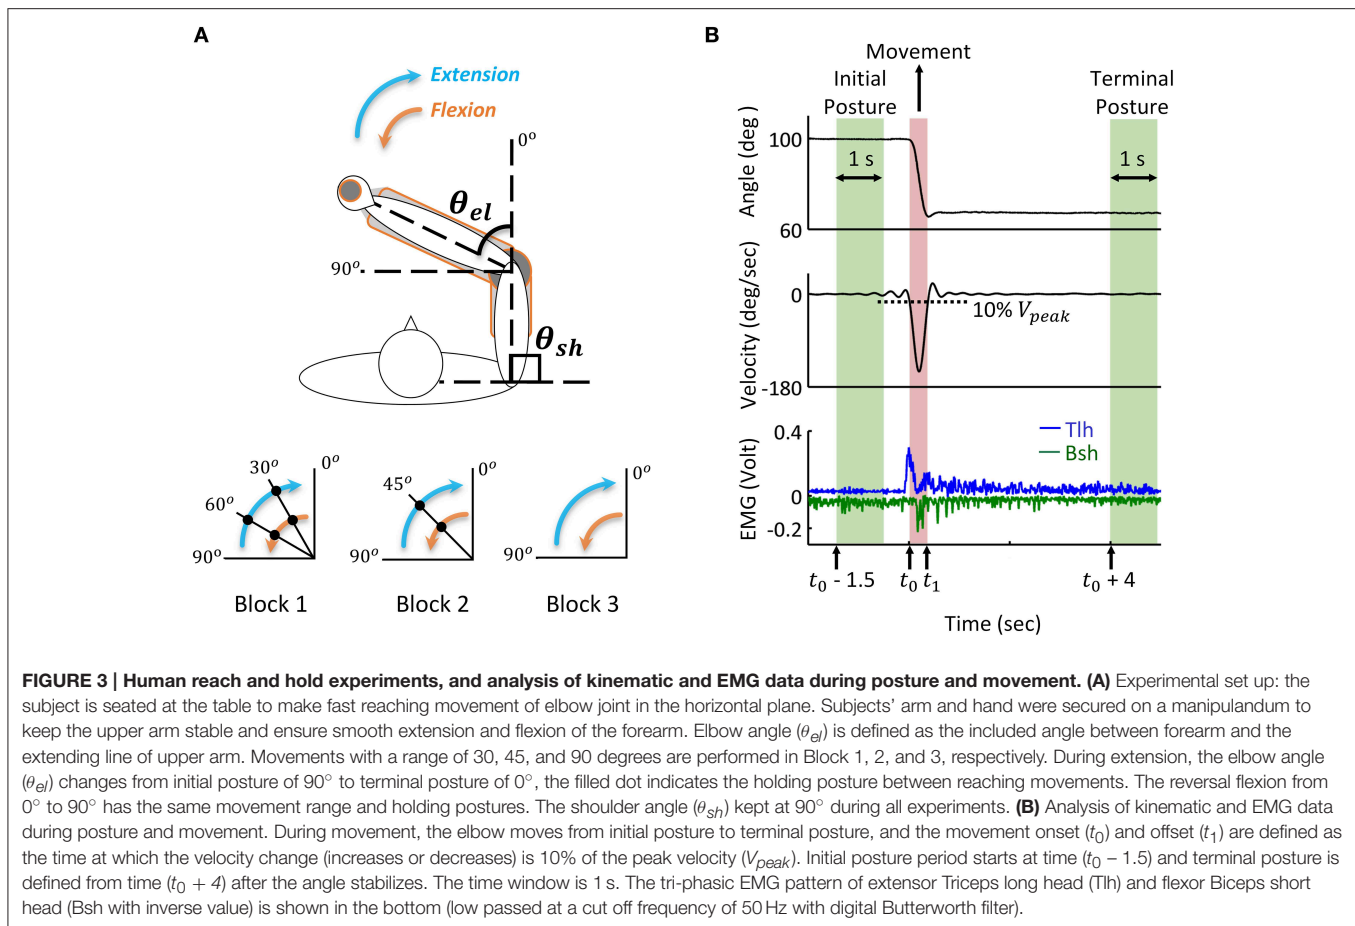 A
Extension
Flexion
0°
θel
90°
θsh
30°
0°
60°
90°
Block 1
45°
0°
90°
Block 2
0°
90°
Block 3
B
Movement
Initial
Posture
Terminal
Posture
Angle (deg )
100
60
1 s
1 s
Velocity (deg/sec)
0
-180
10% Vpeak
EMG (Volt)
0.4
0
-0.2
Tlh
Bsh
t0 - 1.5
t0
t1
t0 + 4
Time (sec)
FIGURE 3 | Human reach and hold experiments, and analysis of kinematic and EMG data during posture and movement. (A) Experimental set up: the
subject is seated at the table to make fast reaching movement of elbow joint in the horizontal plane. Subjects' arm and hand were secured on a manipulandum to
keep the upper arm stable and ensure smooth extension and flexion of the forearm. Elbow angle (θel) is defined as the included angle between forearm and the
extending line of upper arm. Movements with a range of 30, 45, and 90 degrees are performed in Block 1, 2, and 3, respectively. During extension, the elbow angle
(θel) changes from initial posture of 90° to terminal posture of 0°, the filled dot indicates the holding posture between reaching movements. The reversal flexion from
0° to 90° has the same movement range and holding postures. The shoulder angle (θsh) kept at 90° during all experiments. (B) Analysis of kinematic and EMG data
during posture and movement. During movement, the elbow moves from initial posture to terminal posture, and the movement onset (t0) and offset (t1) are defined as
the time at which the velocity change (increases or decreases) is 10% of the peak velocity (Vpeak). Initial posture period starts at time (t0 – 1.5) and terminal posture is
defined from time (t0 + 4) after the angle stabilizes. The time window is 1 s. The tri-phasic EMG pattern of extensor Triceps long head (Tlh) and flexor Biceps short
head (Bsh with inverse value) is shown in the bottom (low passed at a cut off frequency of 50 Hz with digital Butterworth filter).